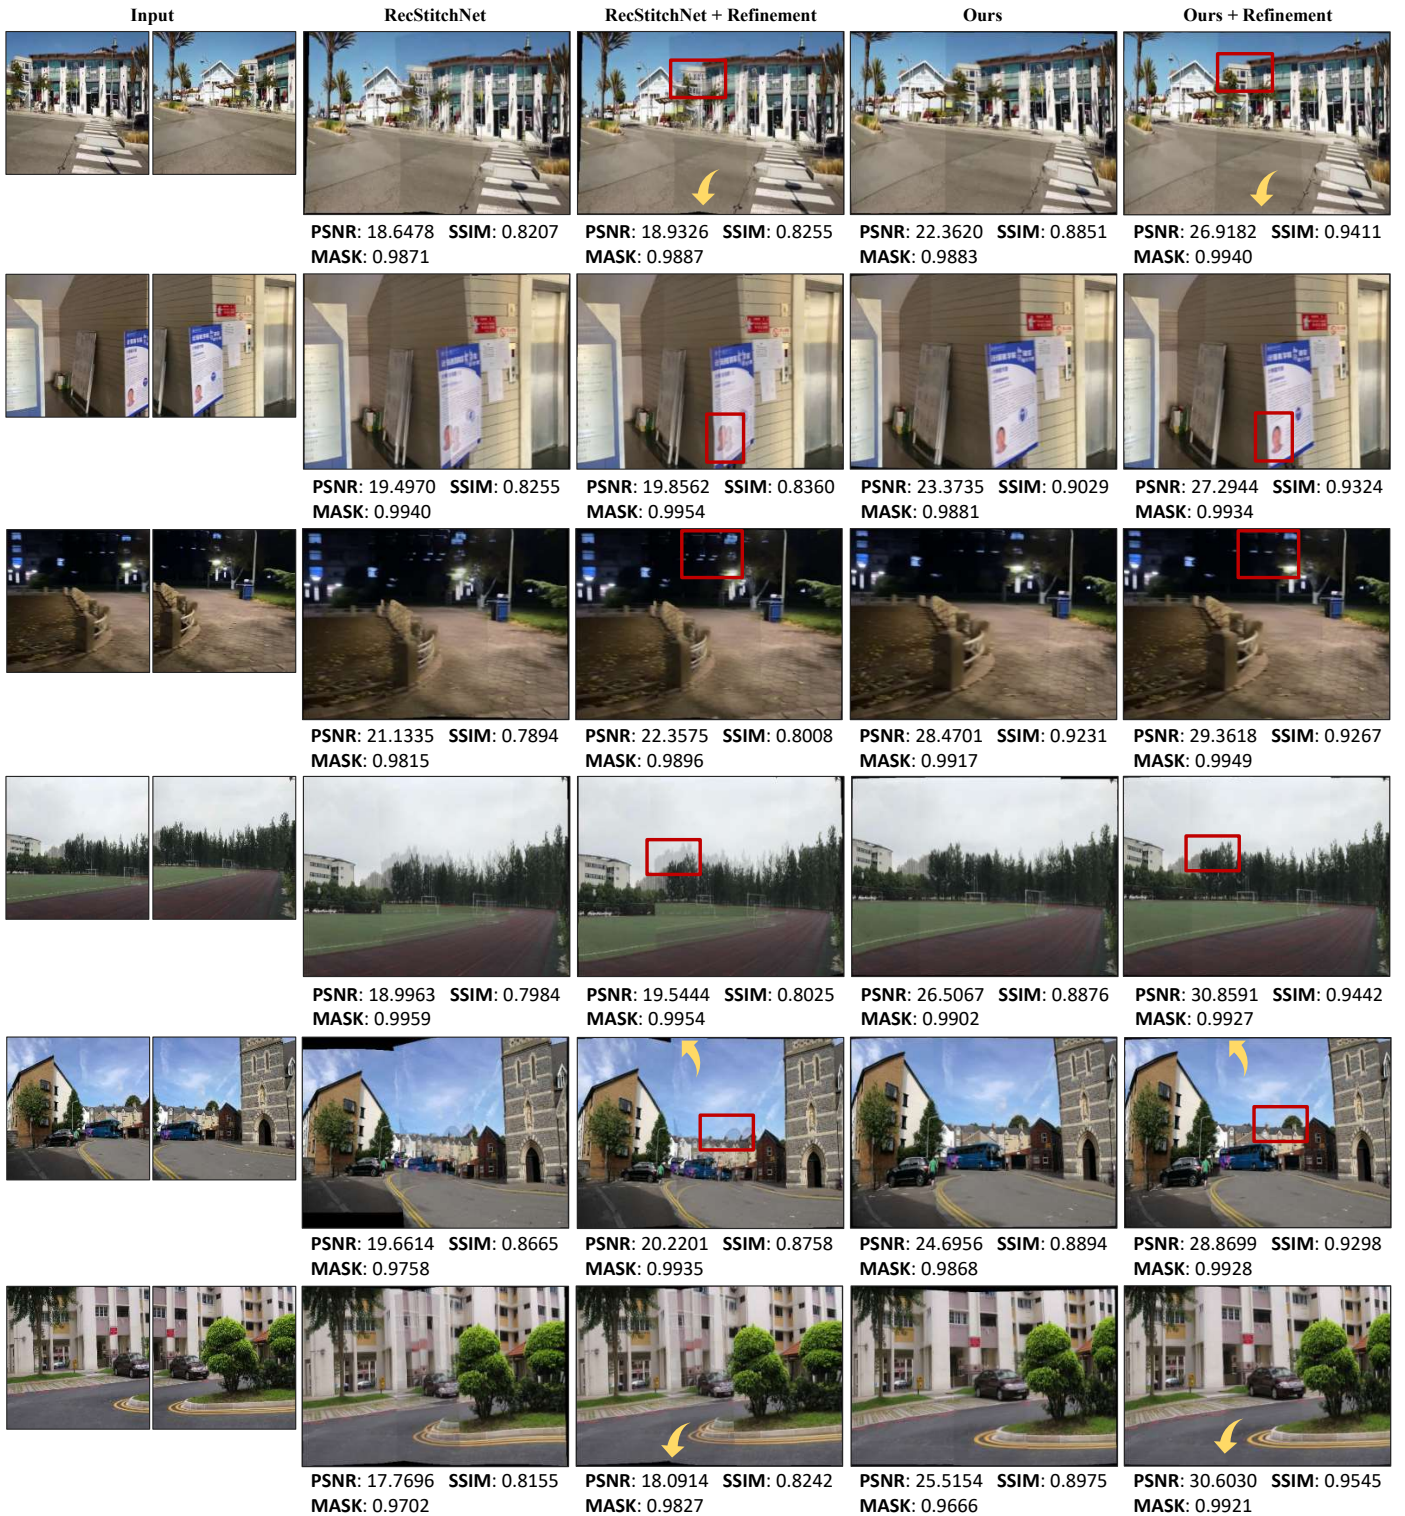 Input RecStitchNet RecStitchNet + Refinement Ours Ours + Refinement
PSNR: 18.6478 SSIM: 0.8207 PSNR: 18.9326 SSIM: 0.8255 PSNR: 22.3620 SSIM: 0.8851 PSNR: 26.9182 SSIM: 0.9411
MASK: 0.9871 MASK: 0.9887 MASK: 0.9883 MASK: 0.9940
PSNR: 19.4970 SSIM: 0.8255 PSNR: 19.8562 SSIM: 0.8360 PSNR: 23.3735 SSIM: 0.9029 PSNR: 27.2944 SSIM: 0.9324
MASK: 0.9940 MASK: 0.9954 MASK: 0.9881 MASK: 0.9934
PSNR: 21.1335 SSIM: 0.7894 PSNR: 22.3575 SSIM: 0.8008 PSNR: 28.4701 SSIM: 0.9231 PSNR: 29.3618 SSIM: 0.9267
MASK: 0.9815 MASK: 0.9896 MASK: 0.9917 MASK: 0.9949
PSNR: 18.9963 SSIM: 0.7984 PSNR: 19.5444 SSIM: 0.8025 PSNR: 26.5067 SSIM: 0.8876 PSNR: 30.8591 SSIM: 0.9442
MASK: 0.9959 MASK: 0.9954 MASK: 0.9902 MASK: 0.9927
PSNR: 19.6614 SSIM: 0.8665 PSNR: 20.2201 SSIM: 0.8758 PSNR: 24.6956 SSIM: 0.8894 PSNR: 28.8699 SSIM: 0.9298
MASK: 0.9758 MASK: 0.9935 MASK: 0.9868 MASK: 0.9928
PSNR: 17.7696 SSIM: 0.8155 PSNR: 18.0914 SSIM: 0.8242 PSNR: 25.5154 SSIM: 0.8975 PSNR: 30.6030 SSIM: 0.9545
MASK: 0.9702 MASK: 0.9827 MASK: 0.9666 MASK: 0.9921